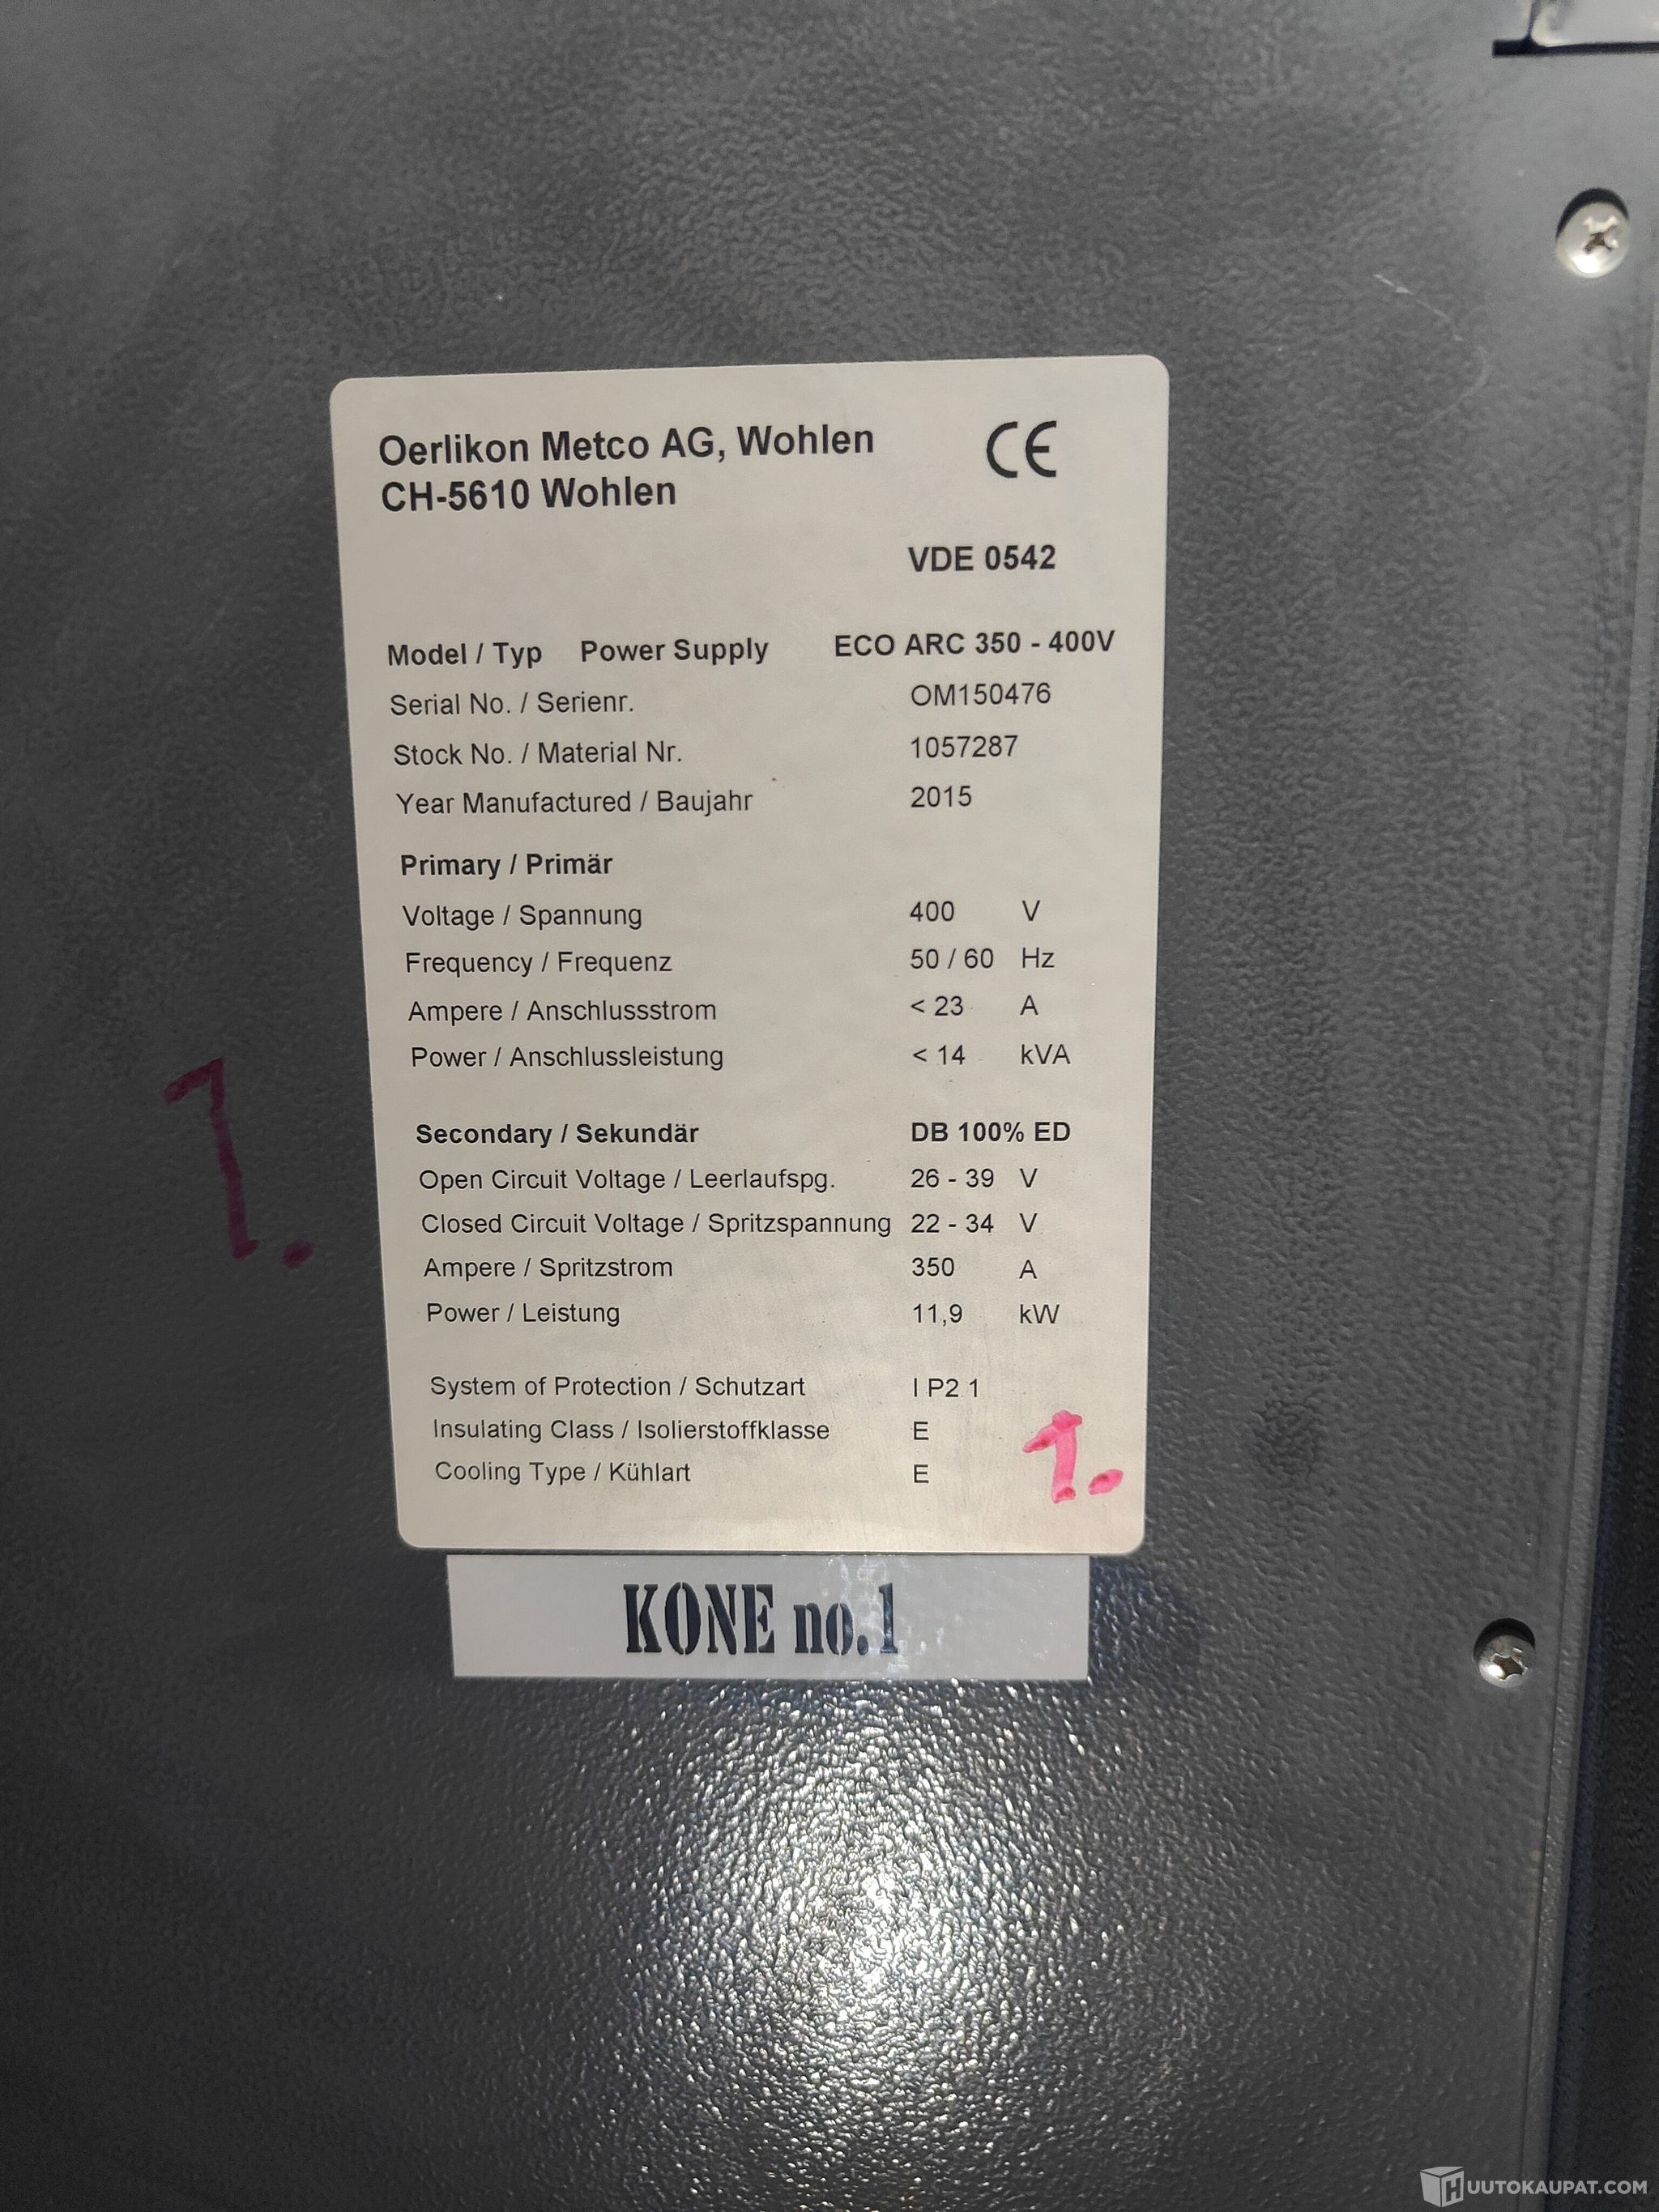 Oerlikon Metco AG, Wohlen CE
CH-5610 Wohlen
VDE 0542
Model / Typ Power Supply ECO ARC 350 - 400V
Serial No. / Serienr. OM150476
Stock No. / Material Nr. 1057287
Year Manufactured / Baujahr 2015
Primary / Primär
Voltage / Spannung 400 V
Frequency / Frequenz 50 / 60 Hz
Ampere / Anschlussstrom < 23 A
Power / Anschlussleistung < 14 kVA
1.
Secondary / Sekundär DB 100% ED
Open Circuit Voltage / Leerlaufspg. 26 - 39 V
Closed Circuit Voltage / Spritzspannung 22 - 34 V
Ampere / Spritzstrom 350 A
Power / Leistung 11,9 kW
System of Protection / Schutzart I P2 1
Insulating Class / Isolierstoffklasse E
Cooling Type / Kühlart E
1.
KONE no.1
HUUTOKAUPAT.COM